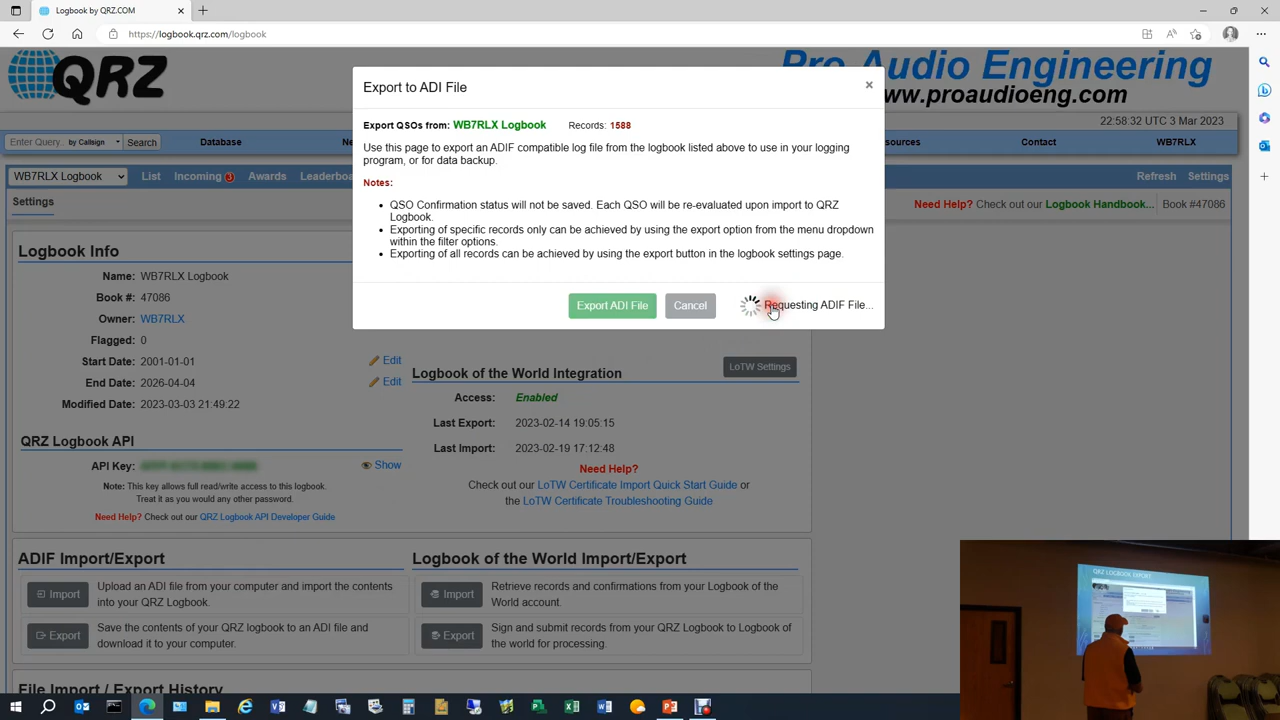 Logbook by QRZ.COM
https://logbook.qrz.com/logbook
QRZ
Pro Audio Engineering
ww.proaudioeng.com
22:58:32 UTC 3 Mar 2023
Enter Query
by Callsign
Search
Database
Ne
sources
Contact
WB7RLX
WB7RLX Logbook
List
Incoming 3
Awards
Leaderboa
Refresh
Settings
Settings
Need Help? Check out our Logbook Handbook...
Book #47086
Export to ADI File
×
Export QSOs from: WB7RLX Logbook Records: 1588
Use this page to export an ADIF compatible log file from the logbook listed above to use in your logging
program, or for data backup.
Notes:
• QSO Confirmation status will not be saved. Each QSO will be re-evaluated upon import to QRZ
Logbook.
• Exporting of specific records only can be achieved by using the export option from the menu dropdown
within the filter options.
• Exporting of all records can be achieved by using the export button in the logbook settings page.
Export ADI File
Cancel
Requesting ADIF File...
Logbook Info
Name: WB7RLX Logbook
Book #: 47086
Owner: WB7RLX
Flagged: 0
Start Date: 2001-01-01 Edit
End Date: 2026-04-04 Edit
Modified Date: 2023-03-03 21:49:22
QRZ Logbook API
API Key: Show
Note: This key allows full read/write access to this logbook.
Treat it as you would any other password.
Need Help? Check out our QRZ Logbook API Developer Guide
Logbook of the World Integration
LoTW Settings
Access: Enabled
Last Export: 2023-02-14 19:05:15
Last Import: 2023-02-19 17:12:48
Need Help?
Check out our LoTW Certificate Import Quick Start Guide or
the LoTW Certificate Troubleshooting Guide
ADIF Import/Export
Import
Upload an ADI file from your computer and import the contents
into your QRZ Logbook.
Export
Save the contents of your QRZ logbook to an ADI file and
download it to your computer.
Logbook of the World Import/Export
Import
Retrieve records and confirmations from your Logbook of the
World account.
Export
Sign and submit records from your QRZ Logbook to Logbook of
the world for processing.
File Import / Export History
QRZ LOGBOOK EXPORT